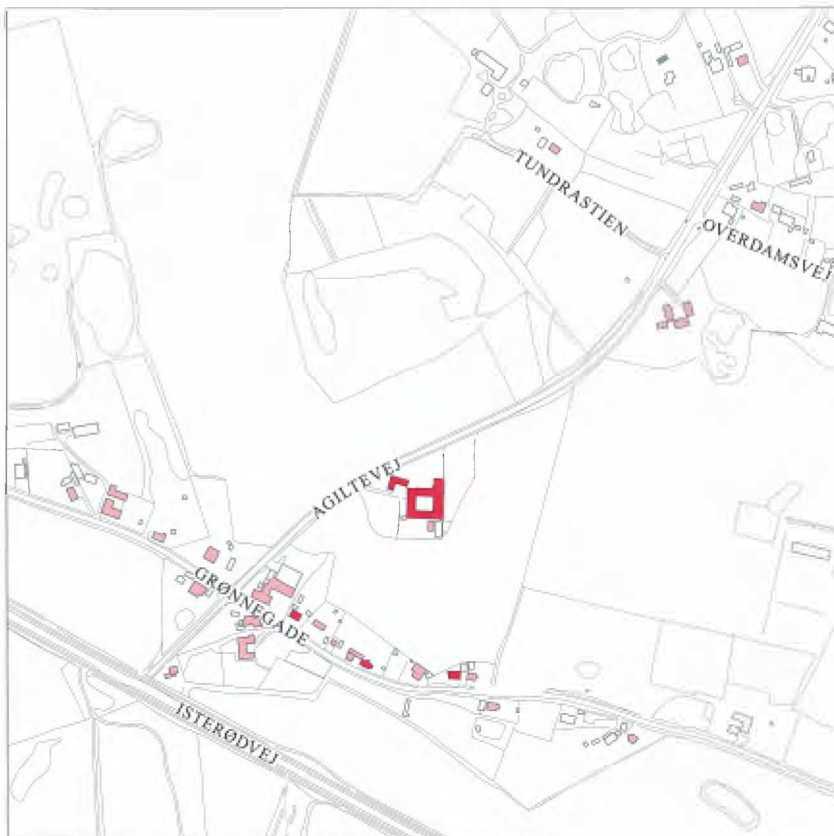 TUNDRASTIEN
OVERDAMSVEJ
AGILTEVEJ
GRØNNEGADE
ISTERØDVEJ